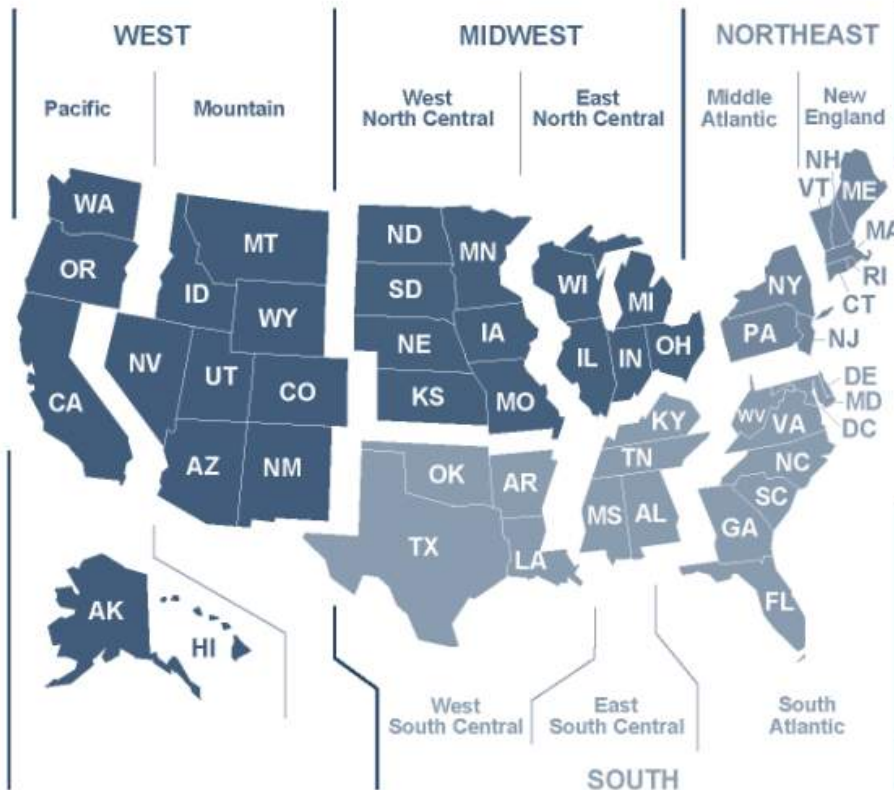 WEST
MIDWEST
NORTHEAST
Pacific
Mountain
West
North Central
East
North Central
Middle
Atlantic
New
England
WA
OR
CA
NV
ID
MT
WY
UT
CO
AZ
NM
AK
HI
ND
SD
NE
KS
MN
IA
MO
WI
MI
IL
IN
OH
NY
PA
NJ
NH
VT
ME
MA
RI
CT
OK
TX
AR
LA
KY
TN
MS
AL
DE
MD
DC
WV
VA
NC
SC
GA
FL
West
South Central
East
South Central
South
Atlantic
SOUTH